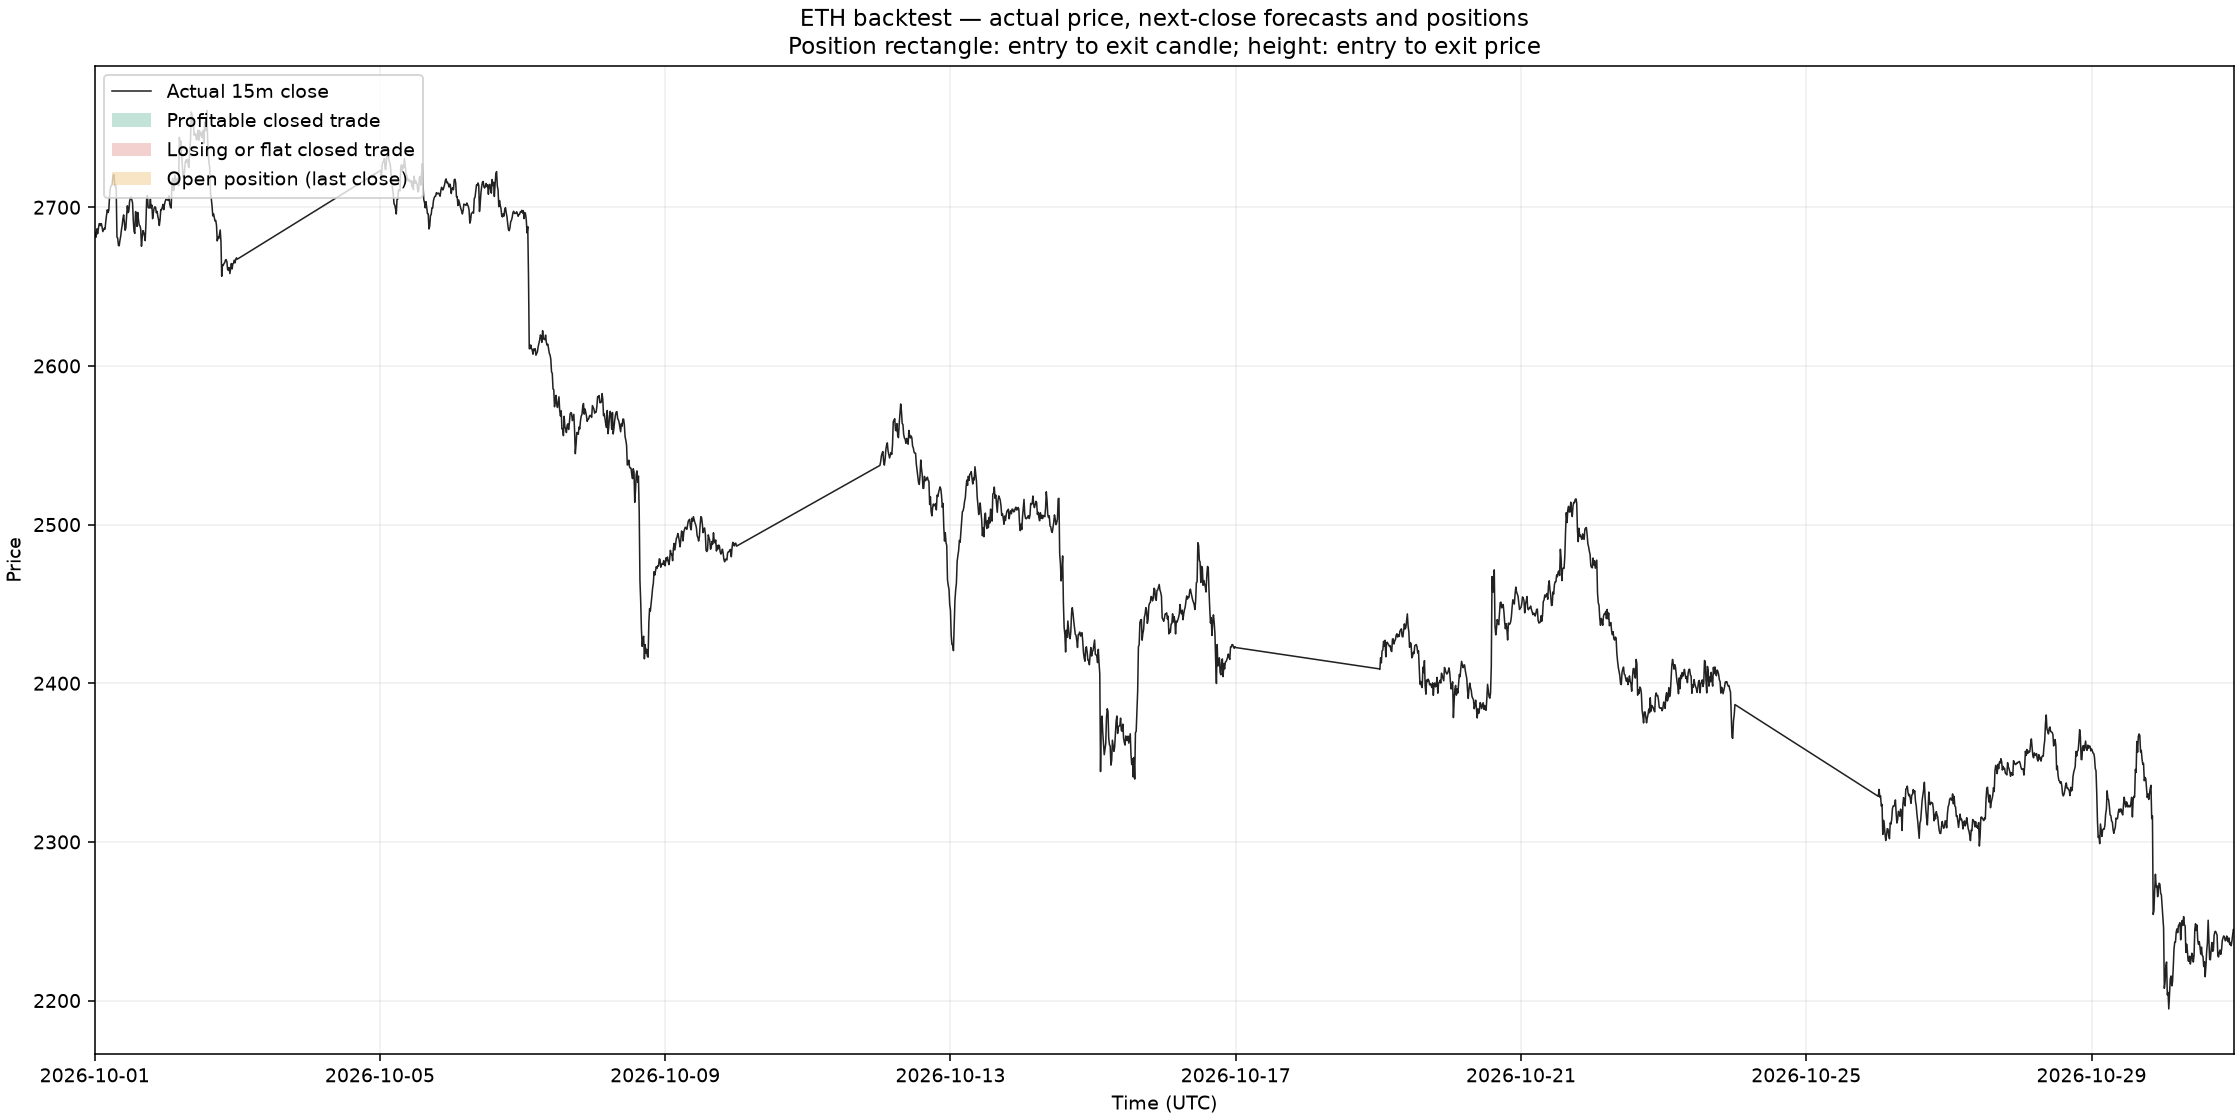 ETH backtest — actual price, next-close forecasts and positions
Position rectangle: entry to exit candle; height: entry to exit price
Actual 15m close
Profitable closed trade
Losing or flat closed trade
Open position (last close)
2700
2600
2500
2400
2300
2200
Price
2026-10-01
2026-10-05
2026-10-09
2026-10-13
2026-10-17
2026-10-21
2026-10-25
2026-10-29
Time (UTC)